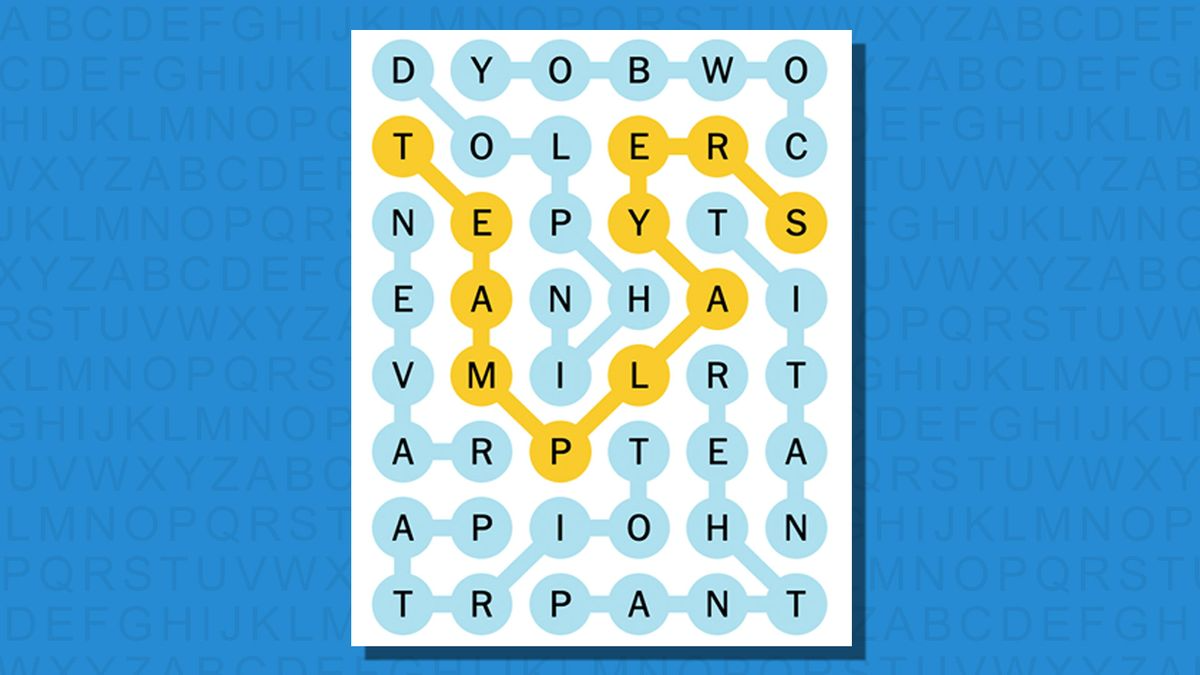 D Y O B W O
T O L E R C
N E P Y T S
E A N H A I
V M I L R T
A R P T E A
A P I O H N
T R P A N T